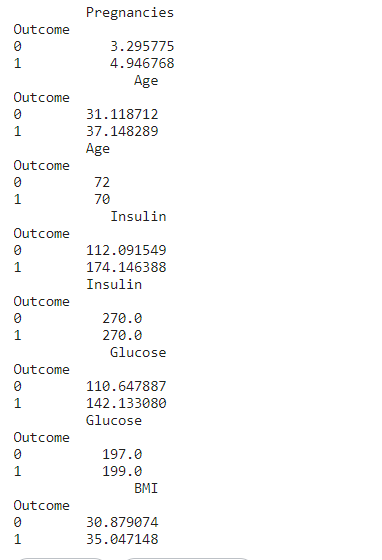 Pregnancies
Outcome
0 3.295775
1 4.946768
Age
Outcome
0 31.118712
1 37.148289
Age
Outcome
0 72
1 70
Insulin
Outcome
0 112.091549
1 174.146388
Insulin
Outcome
0 270.0
1 270.0
Glucose
Outcome
0 110.647887
1 142.133080
Glucose
Outcome
0 197.0
1 199.0
BMI
Outcome
0 30.879074
1 35.047148